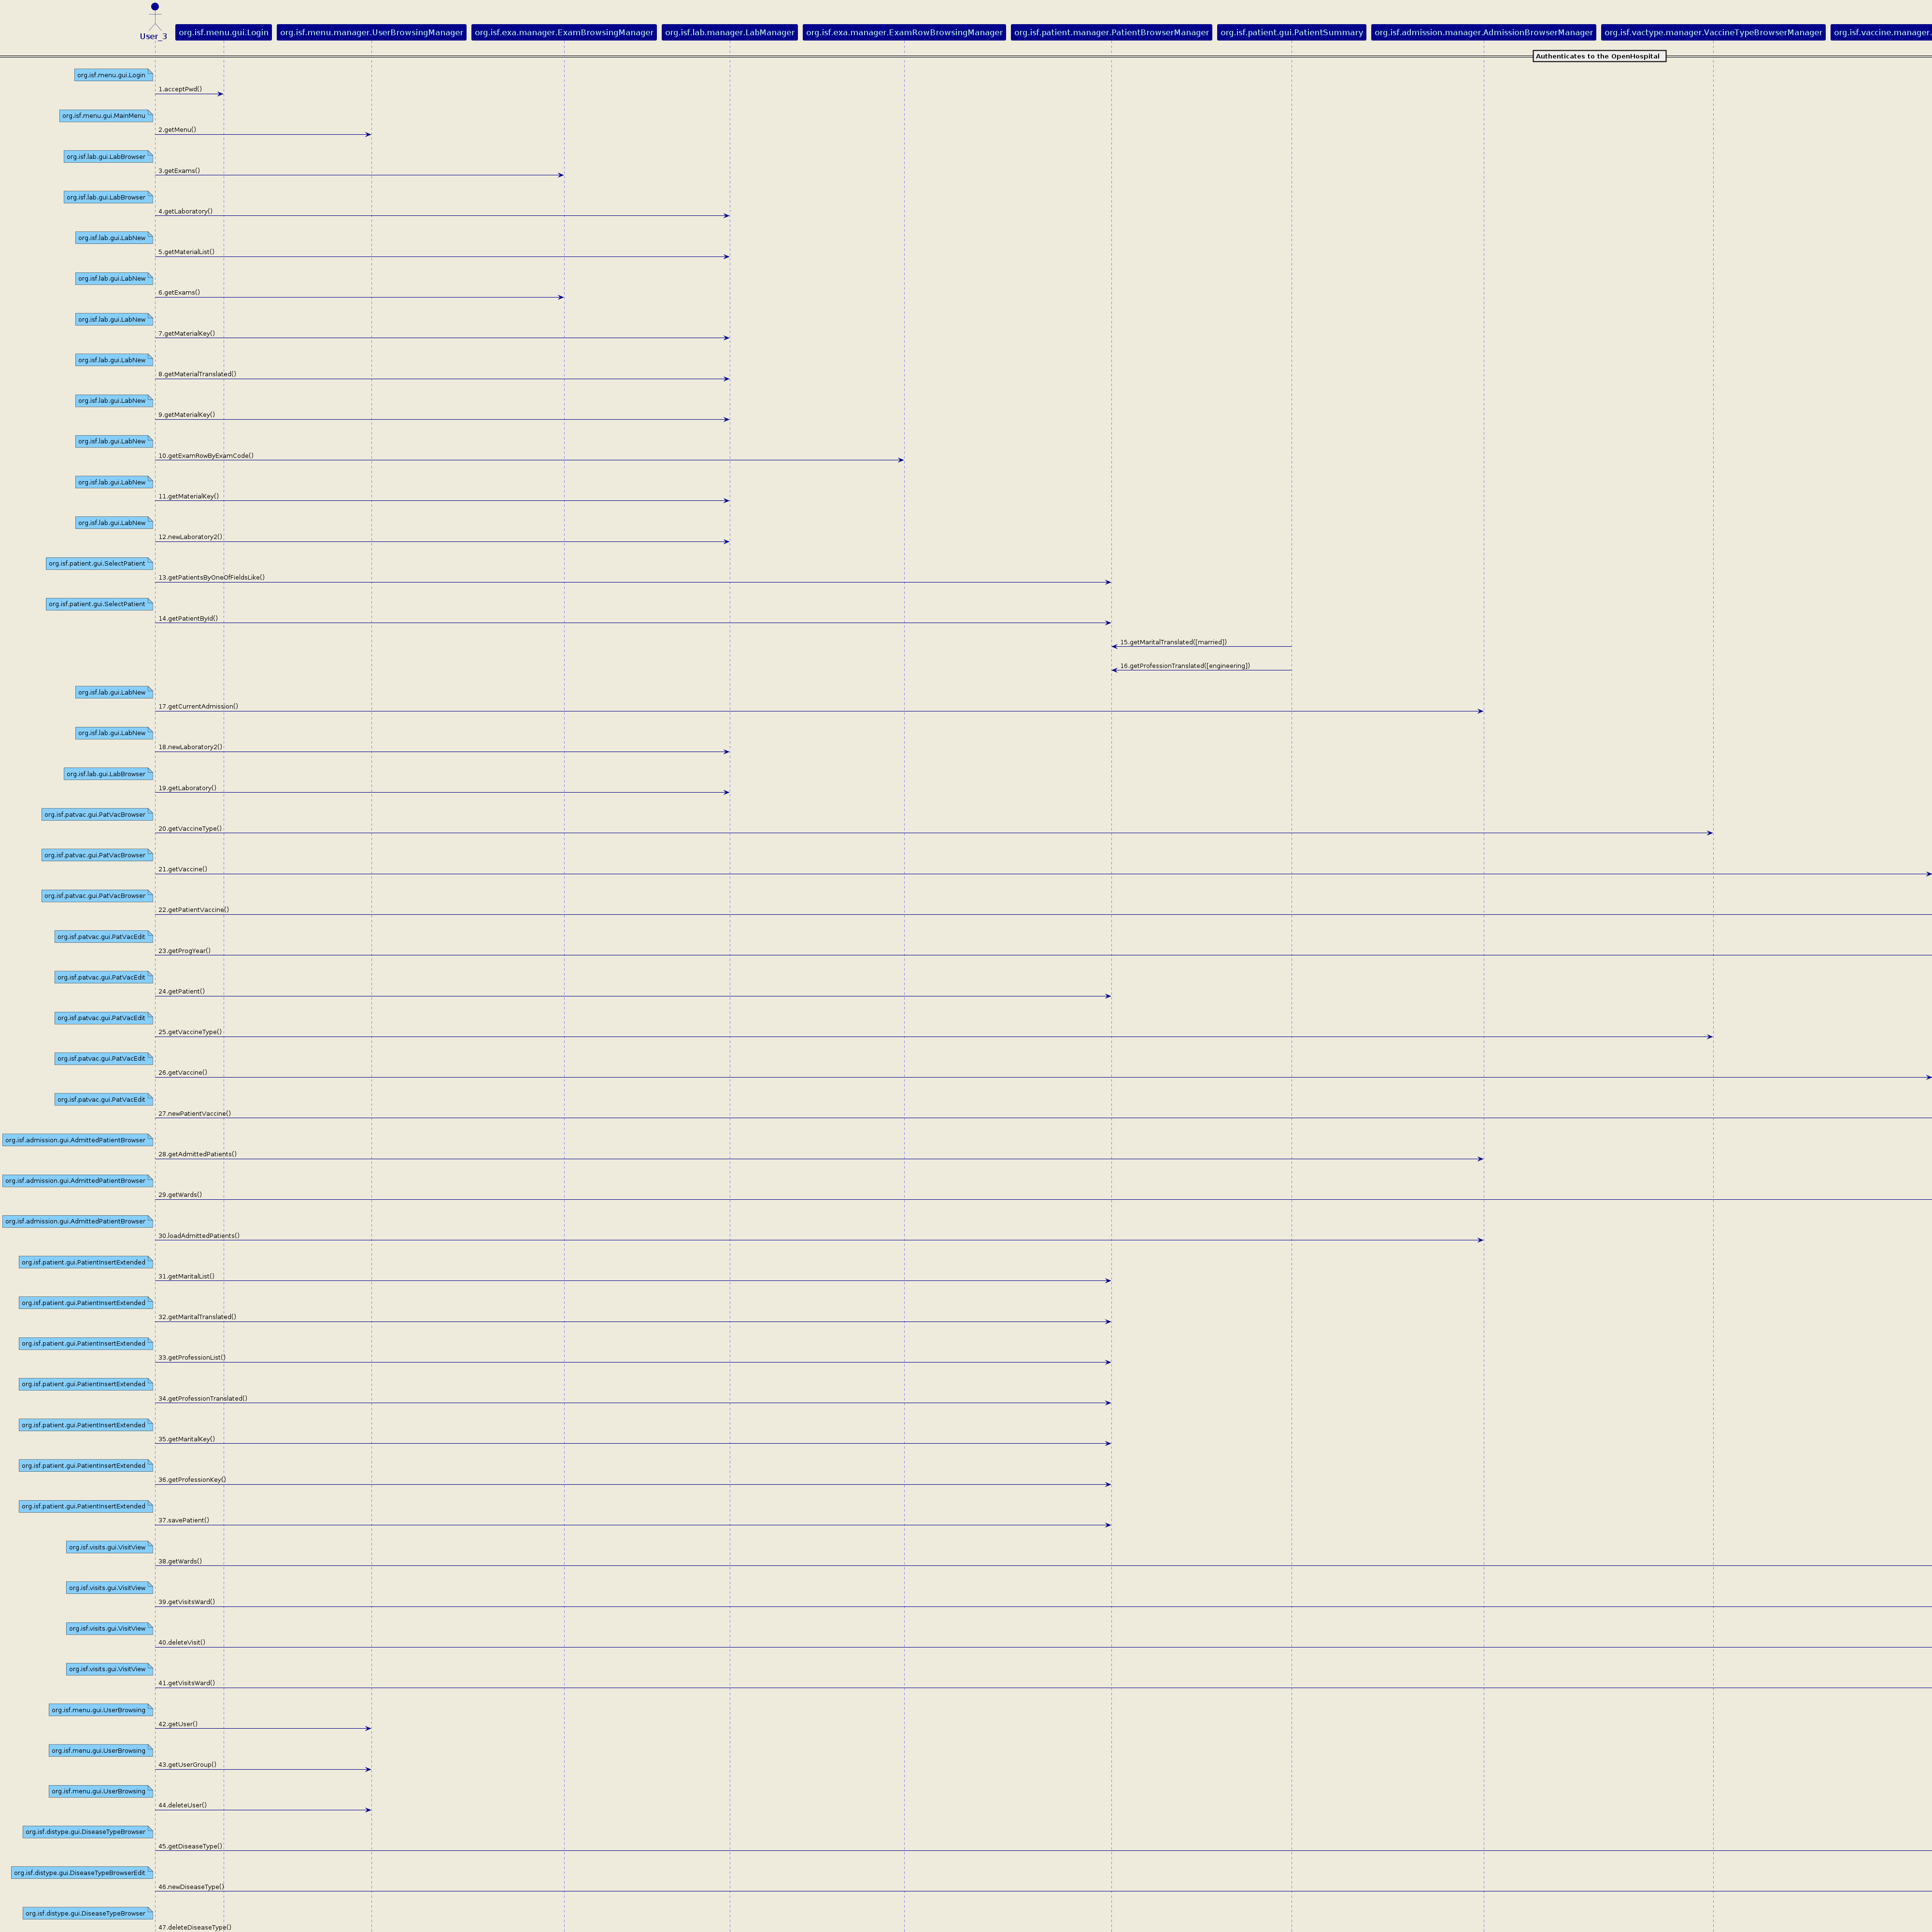 User_3
org.isf.menu.gui.Login
org.isf.menu.manager.UserBrowsingManager
org.isf.exa.manager.ExamBrowsingManager
org.isf.lab.manager.LabManager
org.isf.exa.manager.ExamRowBrowsingManager
org.isf.patient.manager.PatientBrowserManager
org.isf.patient.gui.PatientSummary
org.isf.admission.manager.AdmissionBrowserManager
org.isf.vactype.manager.VaccineTypeBrowserManager
org.isf.vaccine.manager.
Authenticates to the OpenHospital
org.isf.menu.gui.Login
1.acceptPwd()
org.isf.menu.gui.MainMenu
2.getMenu()
org.isf.lab.gui.LabBrowser
3.getExams()
org.isf.lab.gui.LabBrowser
4.getLaboratory()
org.isf.lab.gui.LabNew
5.getMaterialList()
org.isf.lab.gui.LabNew
6.getExams()
org.isf.lab.gui.LabNew
7.getMaterialKey()
org.isf.lab.gui.LabNew
8.getMaterialTranslated()
org.isf.lab.gui.LabNew
9.getMaterialKey()
org.isf.lab.gui.LabNew
10.getExamRowByExamCode()
org.isf.lab.gui.LabNew
11.getMaterialKey()
org.isf.lab.gui.LabNew
12.newLaboratory2()
org.isf.patient.gui.SelectPatient
13.getPatientsByOneOfFieldsLike()
org.isf.patient.gui.SelectPatient
14.getPatientById()
15.getMaritalTranslated([married])
16.getProfessionTranslated([engineering])
org.isf.lab.gui.LabNew
17.getCurrentAdmission()
org.isf.lab.gui.LabNew
18.newLaboratory2()
org.isf.lab.gui.LabBrowser
19.getLaboratory()
org.isf.patvac.gui.PatVacBrowser
20.getVaccineType()
org.isf.patvac.gui.PatVacBrowser
21.getVaccine()
org.isf.patvac.gui.PatVacBrowser
22.getPatientVaccine()
org.isf.patvac.gui.PatVacEdit
23.getProgYear()
org.isf.patvac.gui.PatVacEdit
24.getPatient()
org.isf.patvac.gui.PatVacEdit
25.getVaccineType()
org.isf.patvac.gui.PatVacEdit
26.getVaccine()
org.isf.patvac.gui.PatVacEdit
27.newPatientVaccine()
org.isf.admission.gui.AdmittedPatientBrowser
28.getAdmittedPatients()
org.isf.admission.gui.AdmittedPatientBrowser
29.getWards()
org.isf.admission.gui.AdmittedPatientBrowser
30.loadAdmittedPatients()
org.isf.patient.gui.PatientInsertExtended
31.getMaritalList()
org.isf.patient.gui.PatientInsertExtended
32.getMaritalTranslated()
org.isf.patient.gui.PatientInsertExtended
33.getProfessionList()
org.isf.patient.gui.PatientInsertExtended
34.getProfessionTranslated()
org.isf.patient.gui.PatientInsertExtended
35.getMaritalKey()
org.isf.patient.gui.PatientInsertExtended
36.getProfessionKey()
org.isf.patient.gui.PatientInsertExtended
37.savePatient()
org.isf.visits.gui.VisitView
38.getWards()
org.isf.visits.gui.VisitView
39.getVisitsWard()
org.isf.visits.gui.VisitView
40.deleteVisit()
org.isf.visits.gui.VisitView
41.getVisitsWard()
org.isf.menu.gui.UserBrowsing
42.getUser()
org.isf.menu.gui.UserBrowsing
43.getUserGroup()
org.isf.menu.gui.UserBrowsing
44.deleteUser()
org.isf.distype.gui.DiseaseTypeBrowser
45.getDiseaseType()
org.isf.distype.gui.DiseaseTypeBrowserEdit
46.newDiseaseType()
org.isf.distype.gui.DiseaseTypeBrowser
47.deleteDiseaseType()